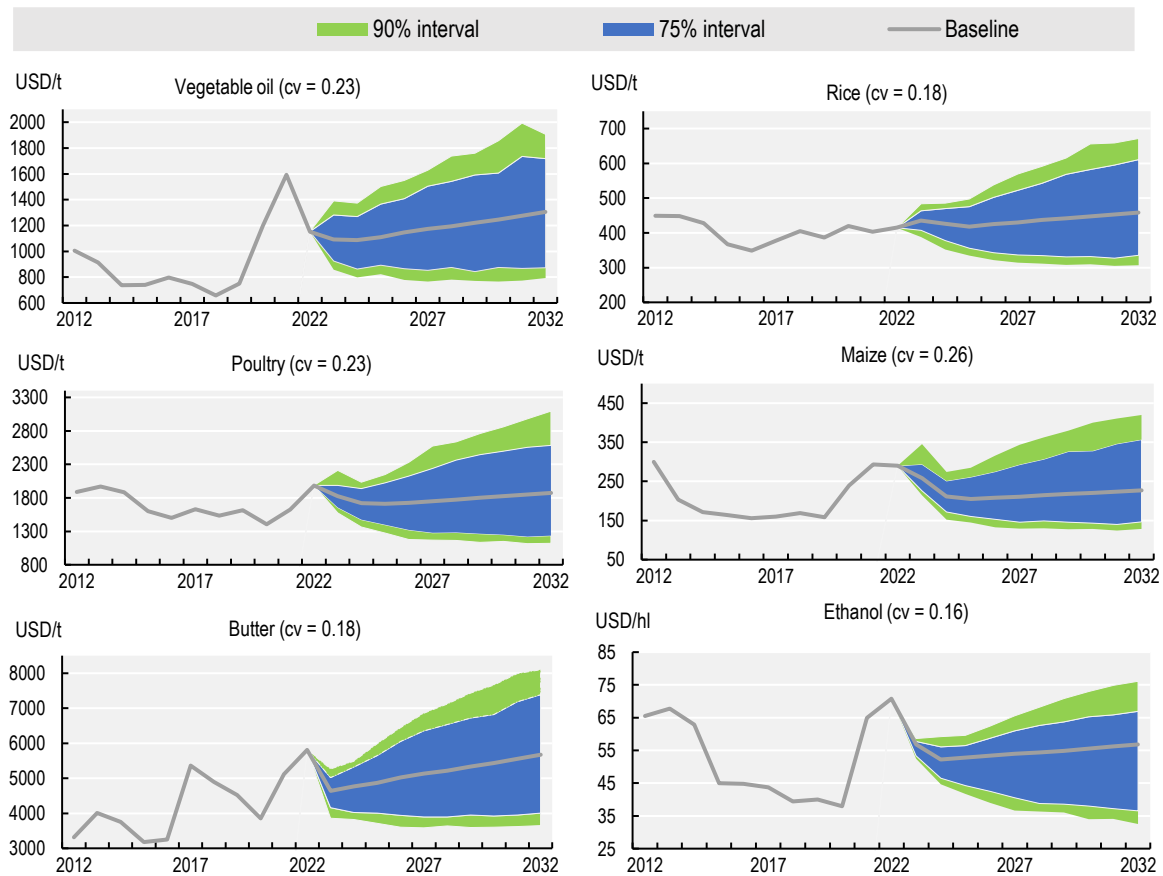 90% interval 75% interval Baseline
USD/t
Vegetable oil (cv = 0.23)
2000
1800
1600
1400
1200
1000
800
600
2012 2017 2022 2027 2032
USD/t
Rice (cv = 0.18)
700
600
500
400
300
200
2012 2017 2022 2027 2032
USD/t
Poultry (cv = 0.23)
3300
2800
2300
1800
1300
800
2012 2017 2022 2027 2032
USD/t
Maize (cv = 0.26)
450
350
250
150
50
2012 2017 2022 2027 2032
USD/t
Butter (cv = 0.18)
8000
7000
6000
5000
4000
3000
2012 2017 2022 2027 2032
USD/hl
Ethanol (cv = 0.16)
85
75
65
55
45
35
25
2012 2017 2022 2027 2032